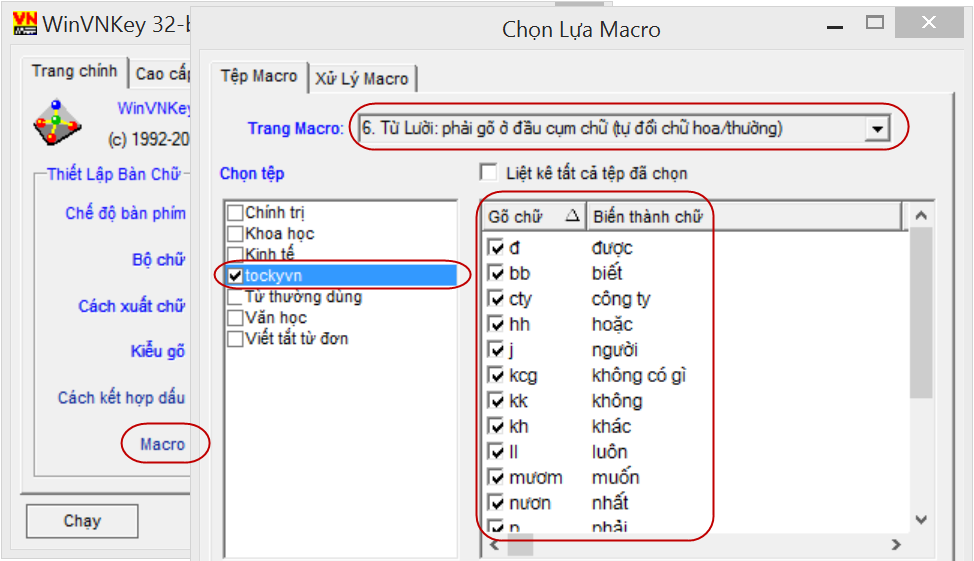 WinVNKey 32-b
Trang chính
Cao cấp
WinVNKey
(c) 1992-20
Thiết Lập Bàn Chữ
Chế độ bàn phím
Bộ chữ
Cách xuất chữ
Kiểu gõ
Cách kết hợp dấu
Macro
Chạy
Chọn Lựa Macro
Tệp Macro
Xử Lý Macro
Trang Macro:
6. Từ Lười: phải gõ ở đầu cụm chữ (tự đổi chữ hoa/thường)
Chọn tệp
Liệt kê tất cả tệp đã chọn
Chính trị
Khoa học
Kinh tế
tockyvn
Từ thường dùng
Văn học
Viết tắt từ đơn
Gõ chữ Biến thành chữ
đ được
bb biết
cty công ty
hh hoặc
j người
kcg không có gì
kk không
kh khác
ll luôn
mươm muốn
nươn nhất
p phải